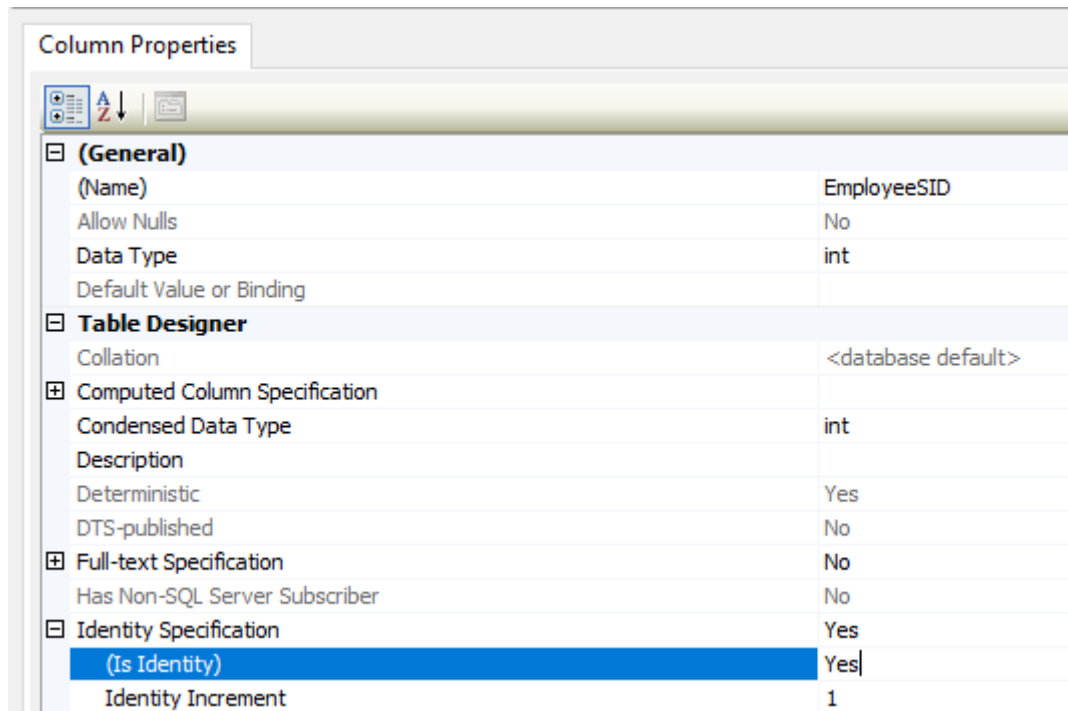 Column Properties
(General)
(Name) EmployeeSID
Allow Nulls No
Data Type int
Default Value or Binding
Table Designer
Collation <database default>
Computed Column Specification
Condensed Data Type int
Description
Deterministic Yes
DTS-published No
Full-text Specification No
Has Non-SQL Server Subscriber No
Identity Specification Yes
(Is Identity) Yes
Identity Increment 1